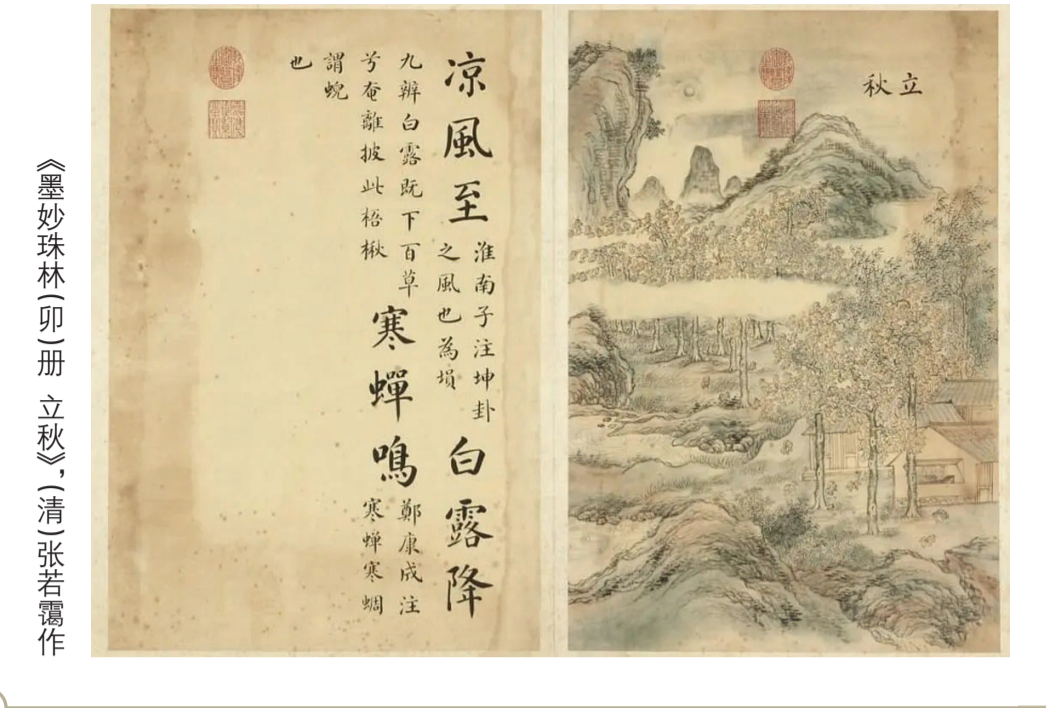 立秋
凉風至
淮南子注坤卦
之風也為塤
白露降
九辨白露既下百草
兮奄離披此梧楸
寒蟬鳴
鄭康成注
寒蟬寒蜩
謂蜺
也
《墨妙珠林(卯)册 立秋》，(清)张若霭作